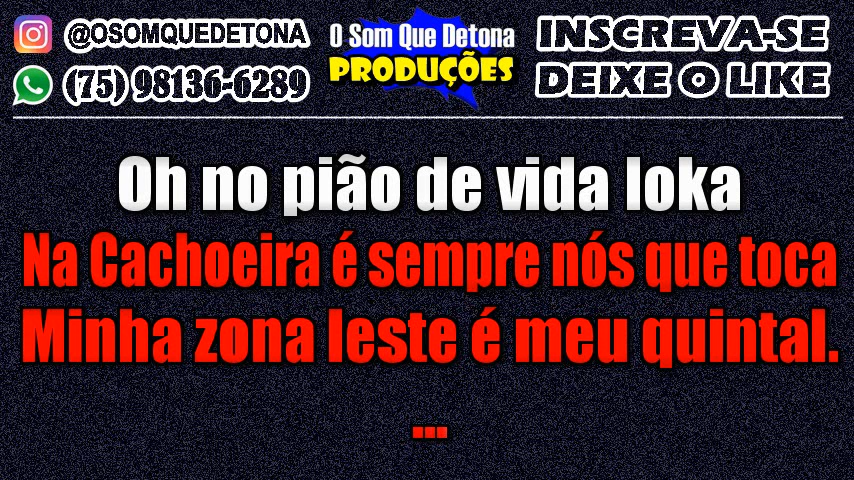 @OSOMQUEDETONA
(75) 98136-6289
O Som Que Detona
PRODUÇÕES
INSCREVA-SE
DEIXE O LIKE
Oh no pião de vida loka
Na Cachoeira é sempre nós que toca
Minha zona leste é meu quintal.
...